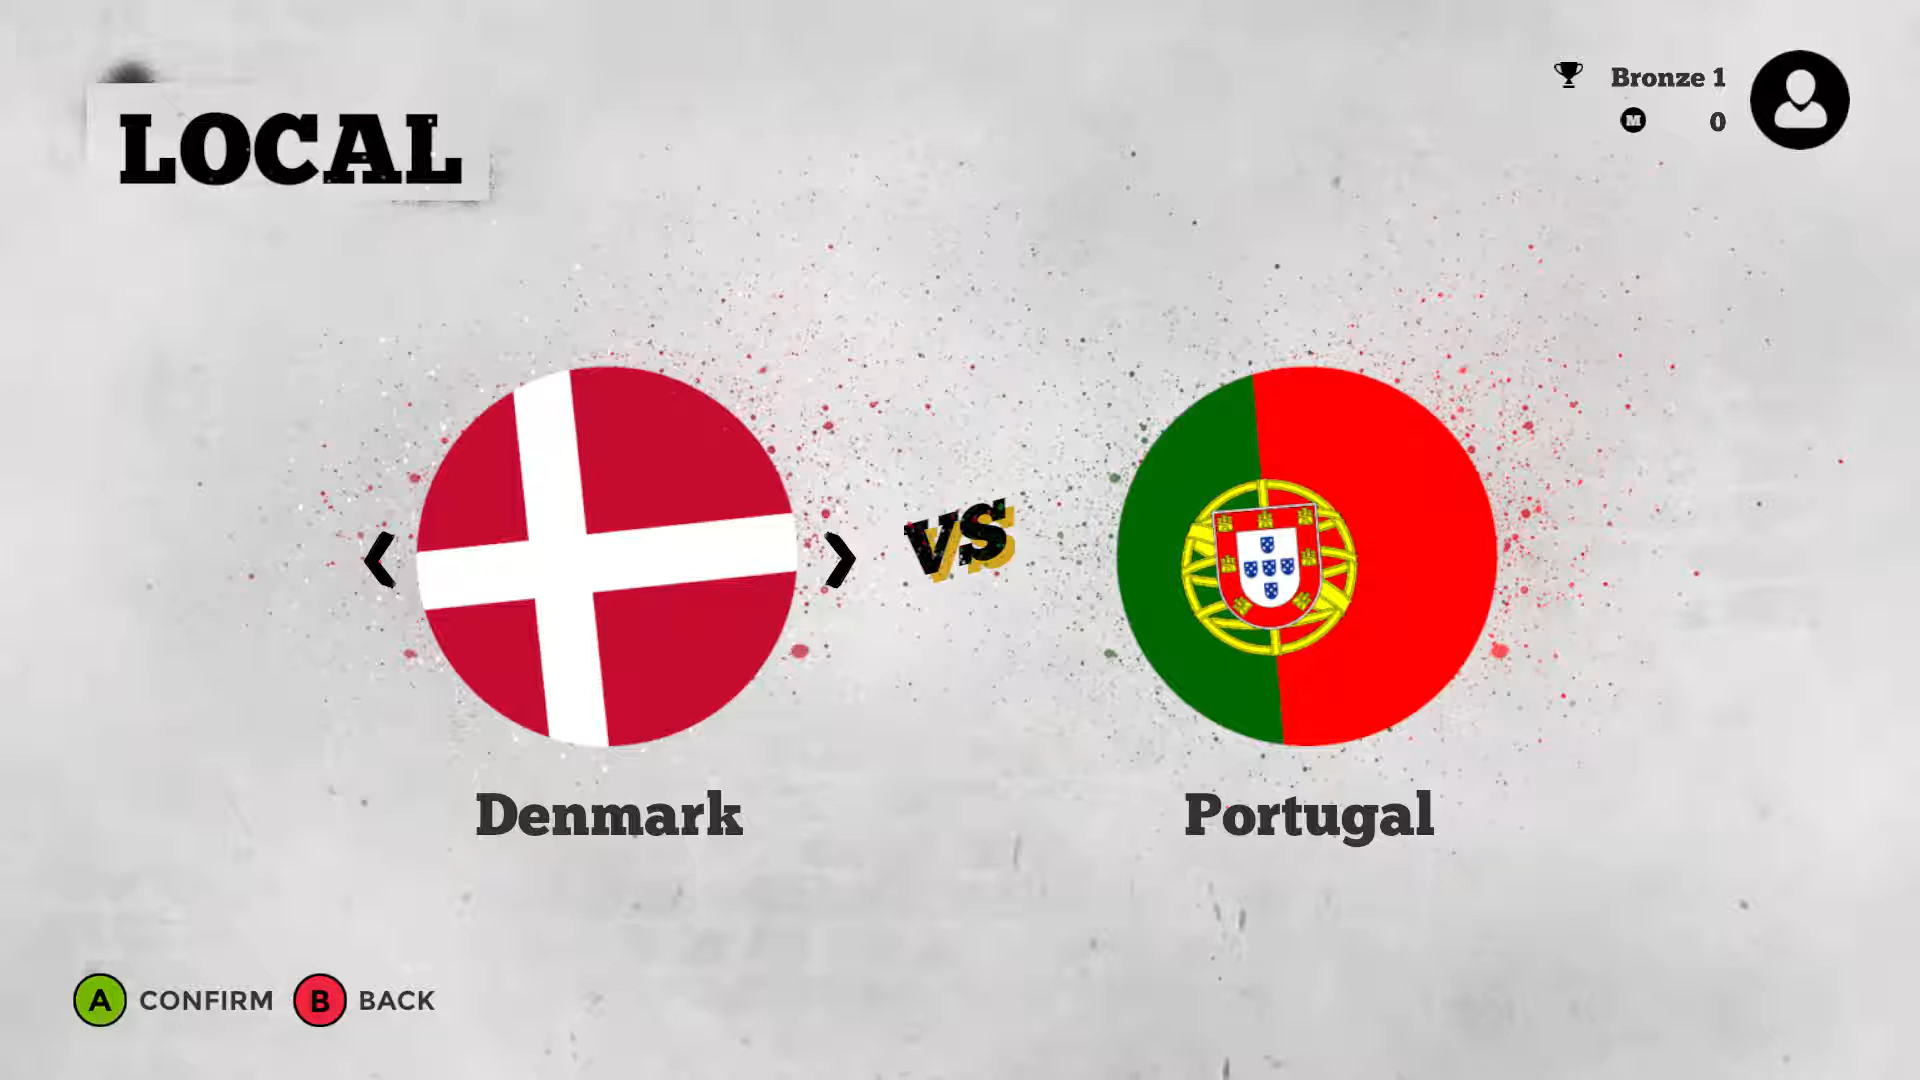 LOCAL
Bronze 1
M 0
VS
Denmark
Portugal
A CONFIRM B BACK